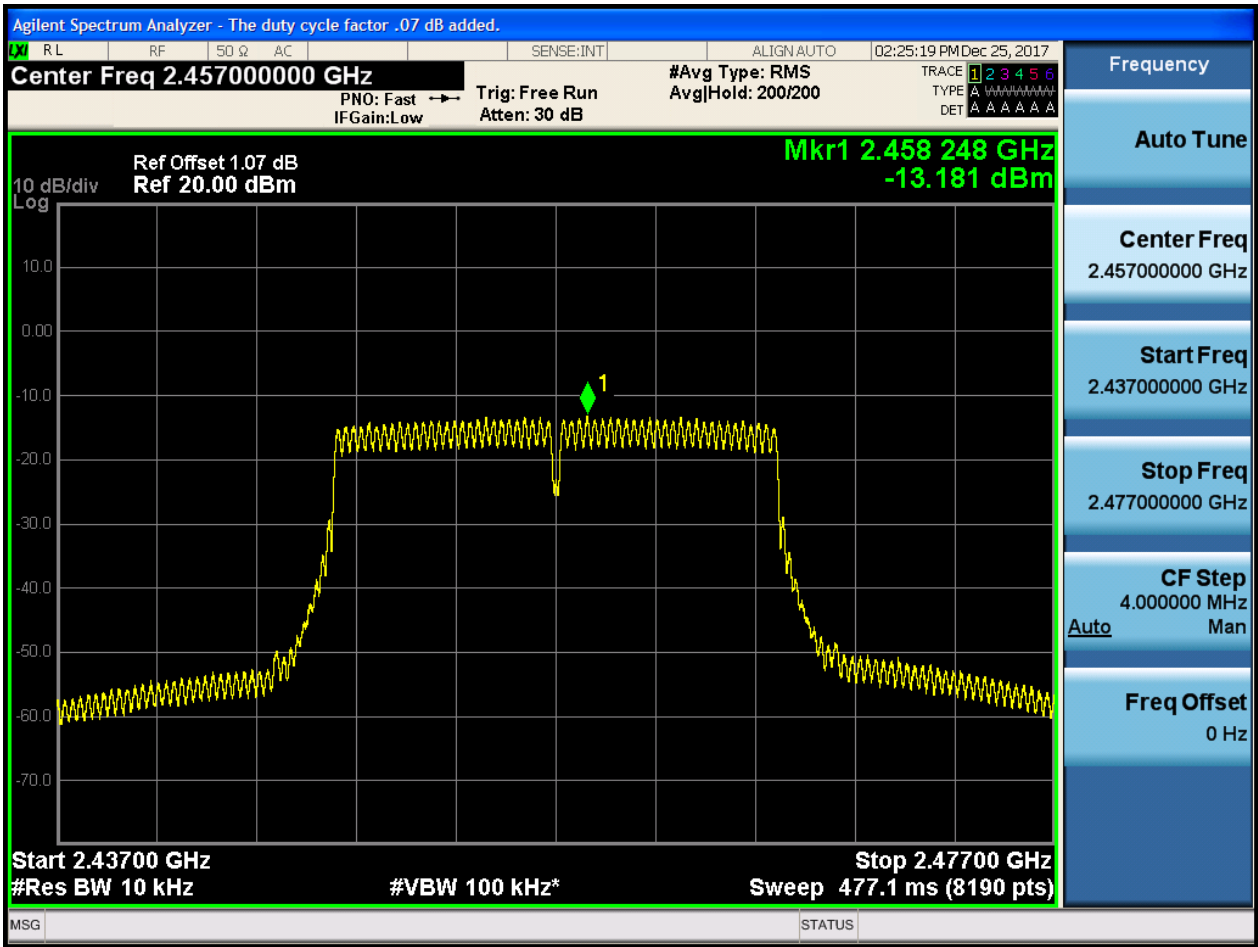 Agilent Spectrum Analyzer - The duty cycle factor .07 dB added.
LXI RL RF 50 Ω AC SENSE:INT ALIGN AUTO 02:25:19 PM Dec 25, 2017
Center Freq 2.457000000 GHz
PNO: Fast
IFGain:Low
Trig: Free Run
Atten: 30 dB
#Avg Type: RMS
Avg|Hold: 200/200
TRACE 1 2 3 4 5 6
TYPE A WWWWW
DET A A A A A A
Mkr1 2.458 248 GHz
-13.181 dBm
Ref Offset 1.07 dB
10 dB/div Ref 20.00 dBm
Log
10.0
0.00
-10.0
-20.0
-30.0
-40.0
-50.0
-60.0
-70.0
1
Start 2.43700 GHz Stop 2.47700 GHz
#Res BW 10 kHz #VBW 100 kHz* Sweep 477.1 ms (8190 pts)
MSG STATUS
Frequency
Auto Tune
Center Freq
2.457000000 GHz
Start Freq
2.437000000 GHz
Stop Freq
2.477000000 GHz
CF Step
4.000000 MHz
Auto Man
Freq Offset
0 Hz